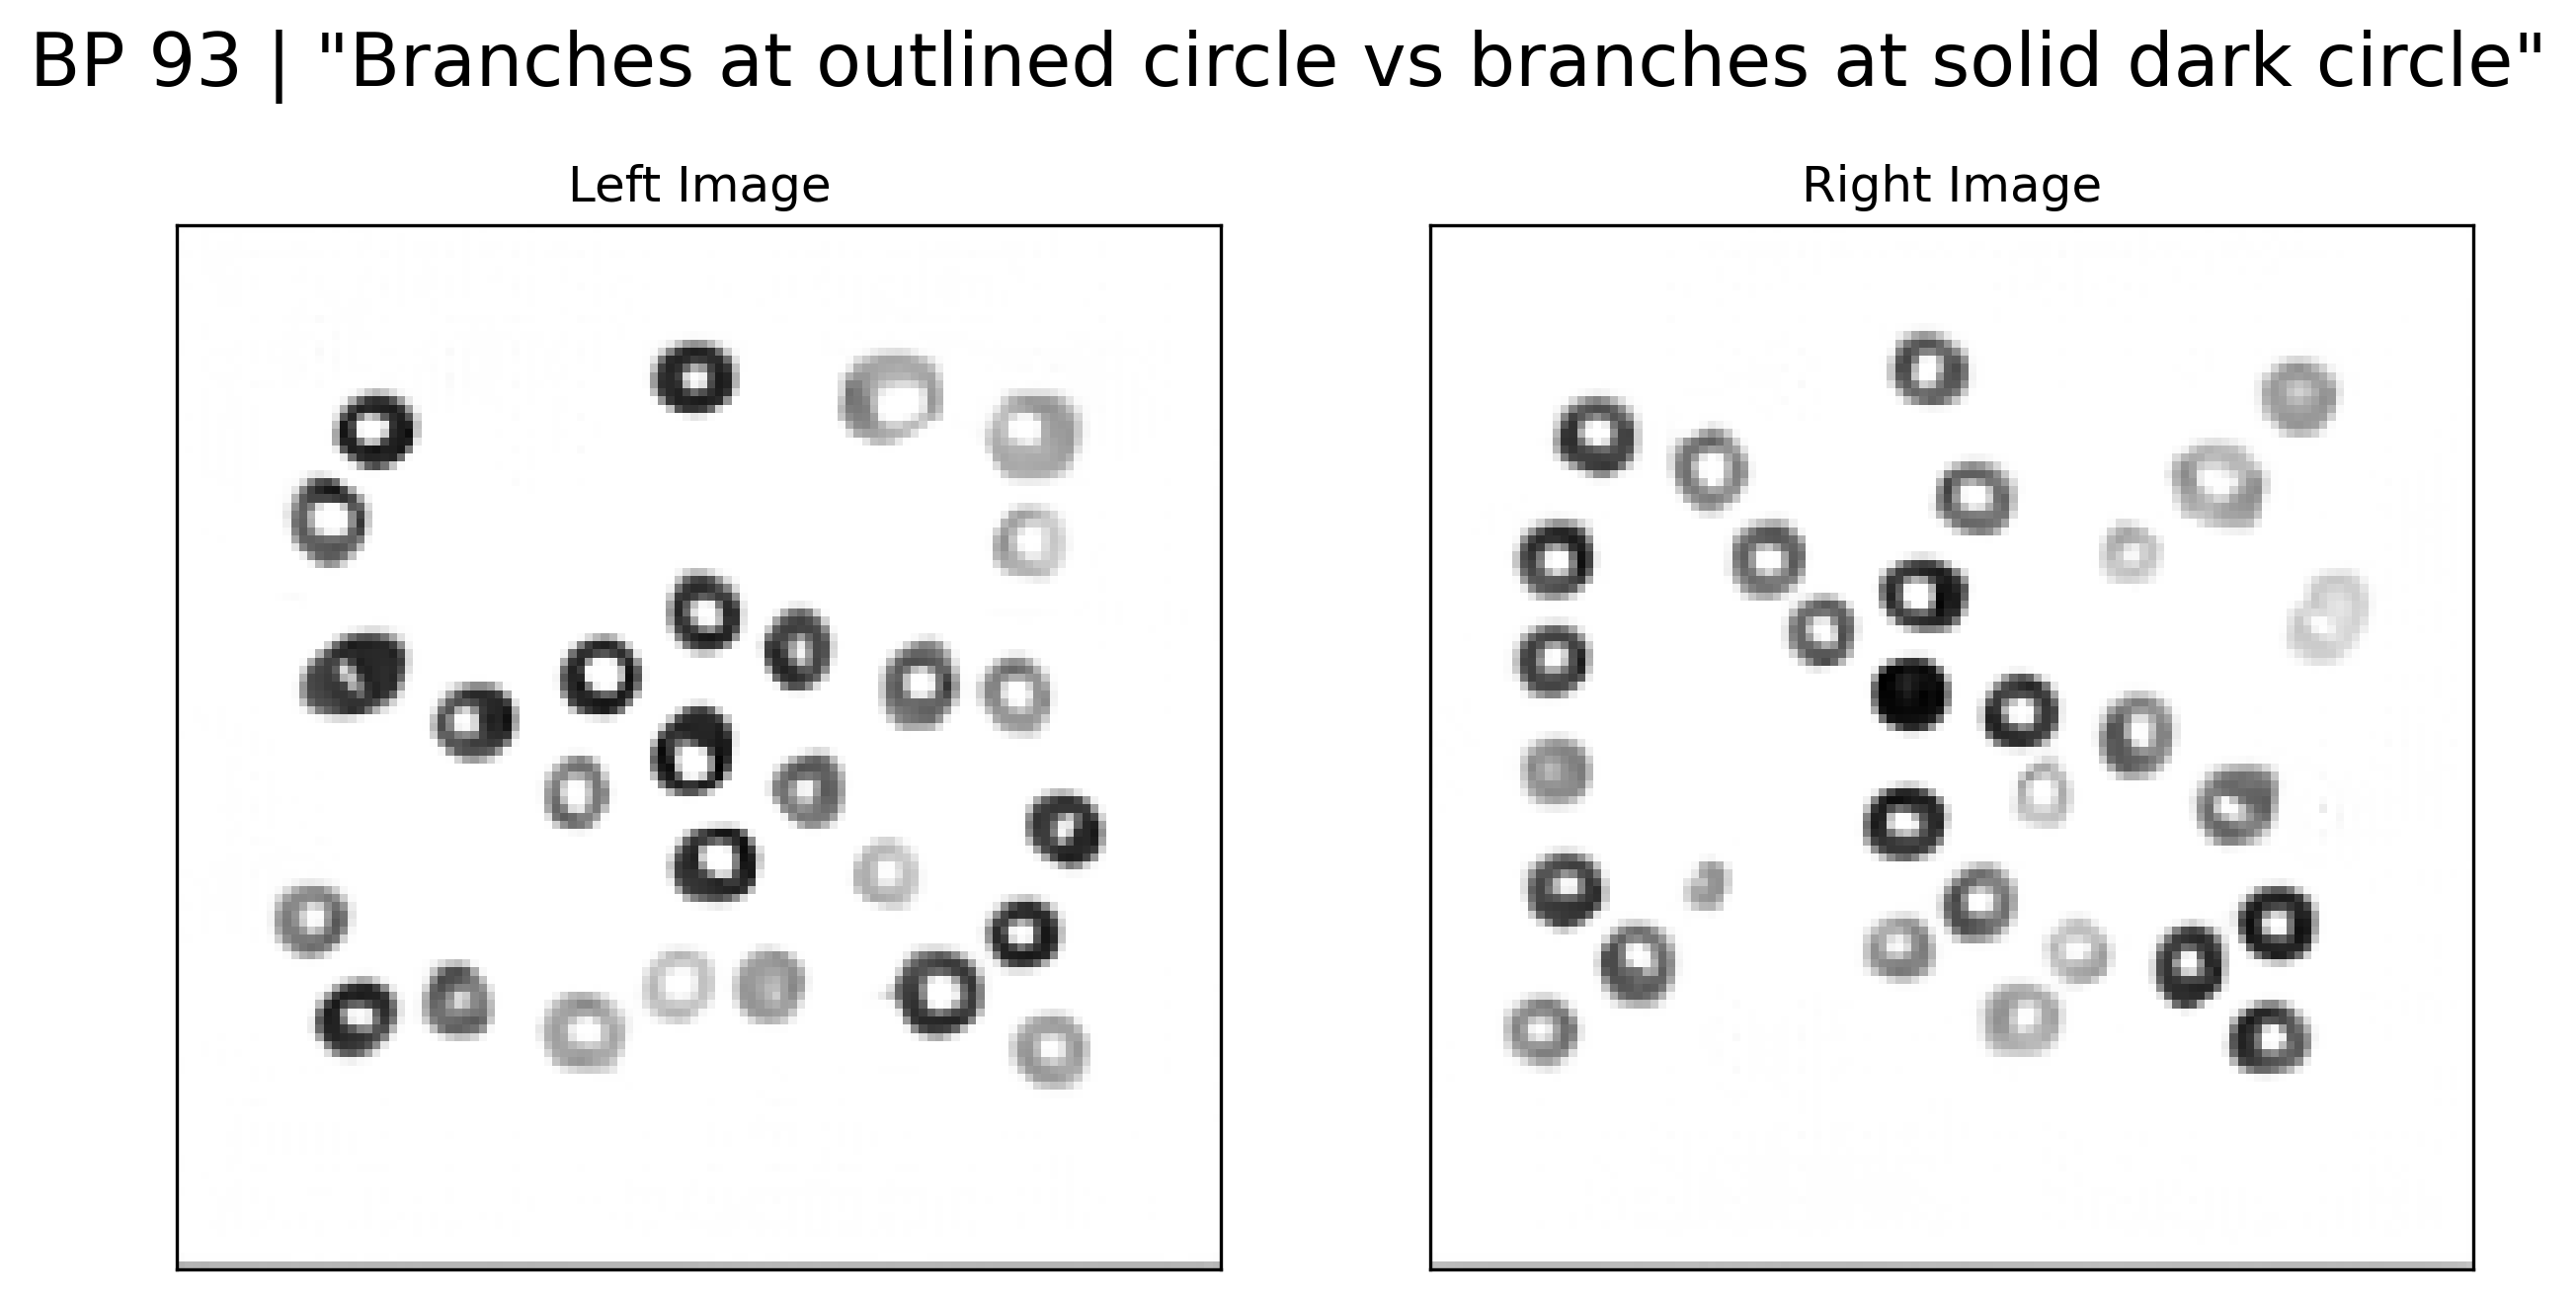 BP 93 | "Branches at outlined circle vs branches at solid dark circle"
Left Image
Right Image